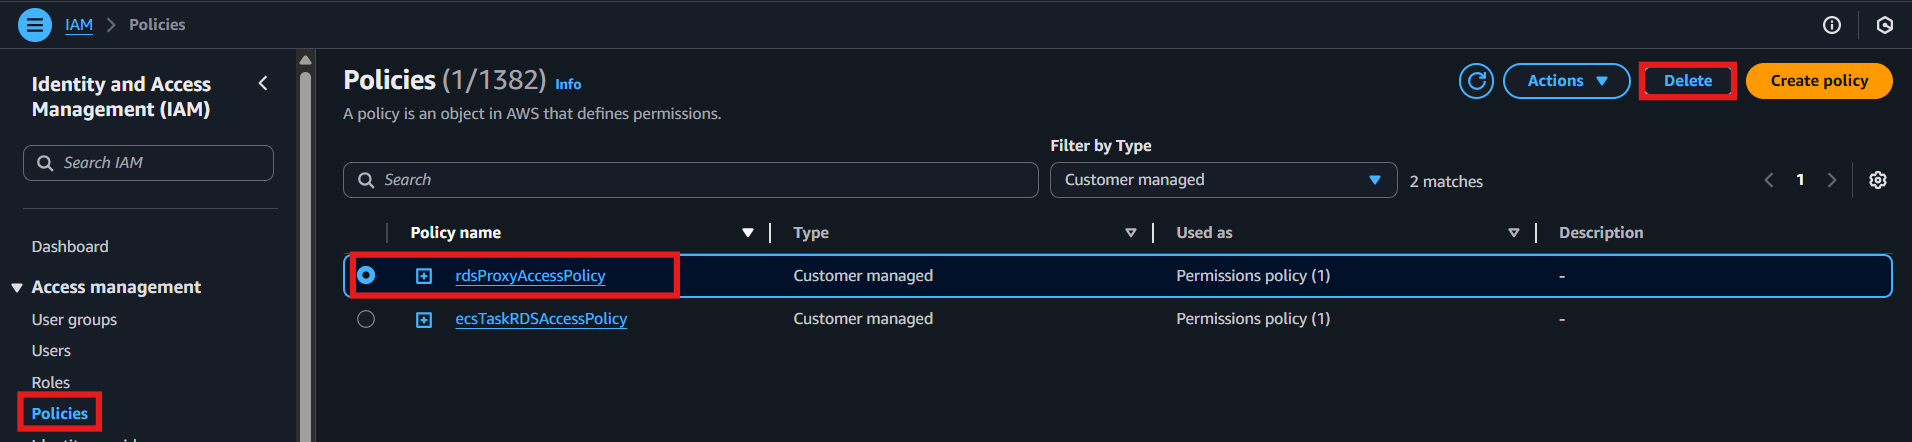 IAM > Policies
Identity and Access
Management (IAM)
Search IAM
Dashboard
Access management
User groups
Users
Roles
Policies
Policies (1/1382) Info
A policy is an object in AWS that defines permissions.
Actions
Delete
Create policy
Filter by Type
Search
Customer managed
2 matches
1
Policy name Type Used as Description
rdsProxyAccessPolicy Customer managed Permissions policy (1) -
ecsTaskRDSAccessPolicy Customer managed Permissions policy (1) -